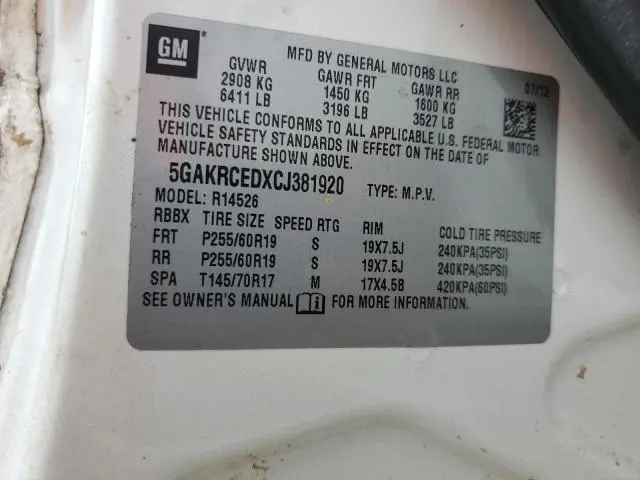 GM
MFD BY GENERAL MOTORS LLC
07/12
GVWR GAWR FRT GAWR RR
2908 KG 1450 KG 1600 KG
6411 LB 3196 LB 3527 LB
THIS VEHICLE CONFORMS TO ALL APPLICABLE U.S. FEDERAL MOTOR
VEHICLE SAFETY STANDARDS IN EFFECT ON THE DATE OF
MANUFACTURE SHOWN ABOVE.
5GAKRCEDXCJ381920 TYPE: M.P.V.
MODEL: R14526
RBBX TIRE SIZE SPEED RTG RIM COLD TIRE PRESSURE
FRT P255/60R19 S 19X7.5J 240KPA(35PSI)
RR P255/60R19 S 19X7.5J 240KPA(35PSI)
SPA T145/70R17 M 17X4.5B 420KPA(60PSI)
SEE OWNER'S MANUAL i FOR MORE INFORMATION.